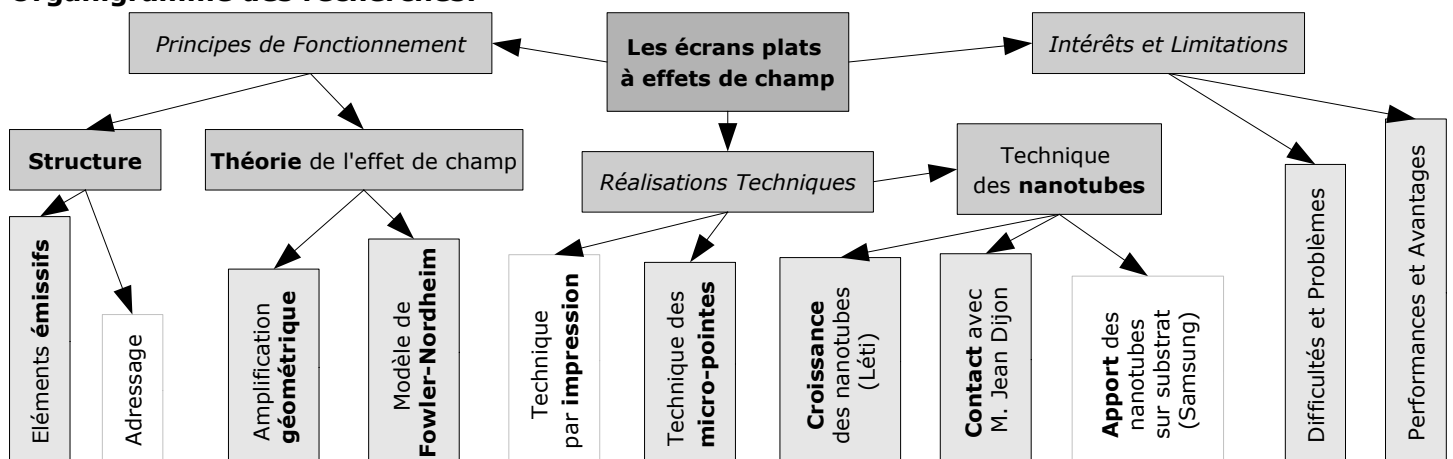 Organigramme des recherches:
Principes de Fonctionnement
Les écrans plats
à effets de champ
Intérêts et Limitations
Structure
Théorie de l'effet de champ
Réalisations Techniques
Technique
des nanotubes
Eléments émissifs
Adressage
Amplification
géométrique
Modèle de
Fowler-Nordheim
Technique
par impression
Technique des
micro-pointes
Croissance
des nanotubes
(Léti)
Contact avec
M. Jean Dijon
Apport des
nanotubes
sur substrat
(Samsung)
Difficultés et Problèmes
Performances et Avantages